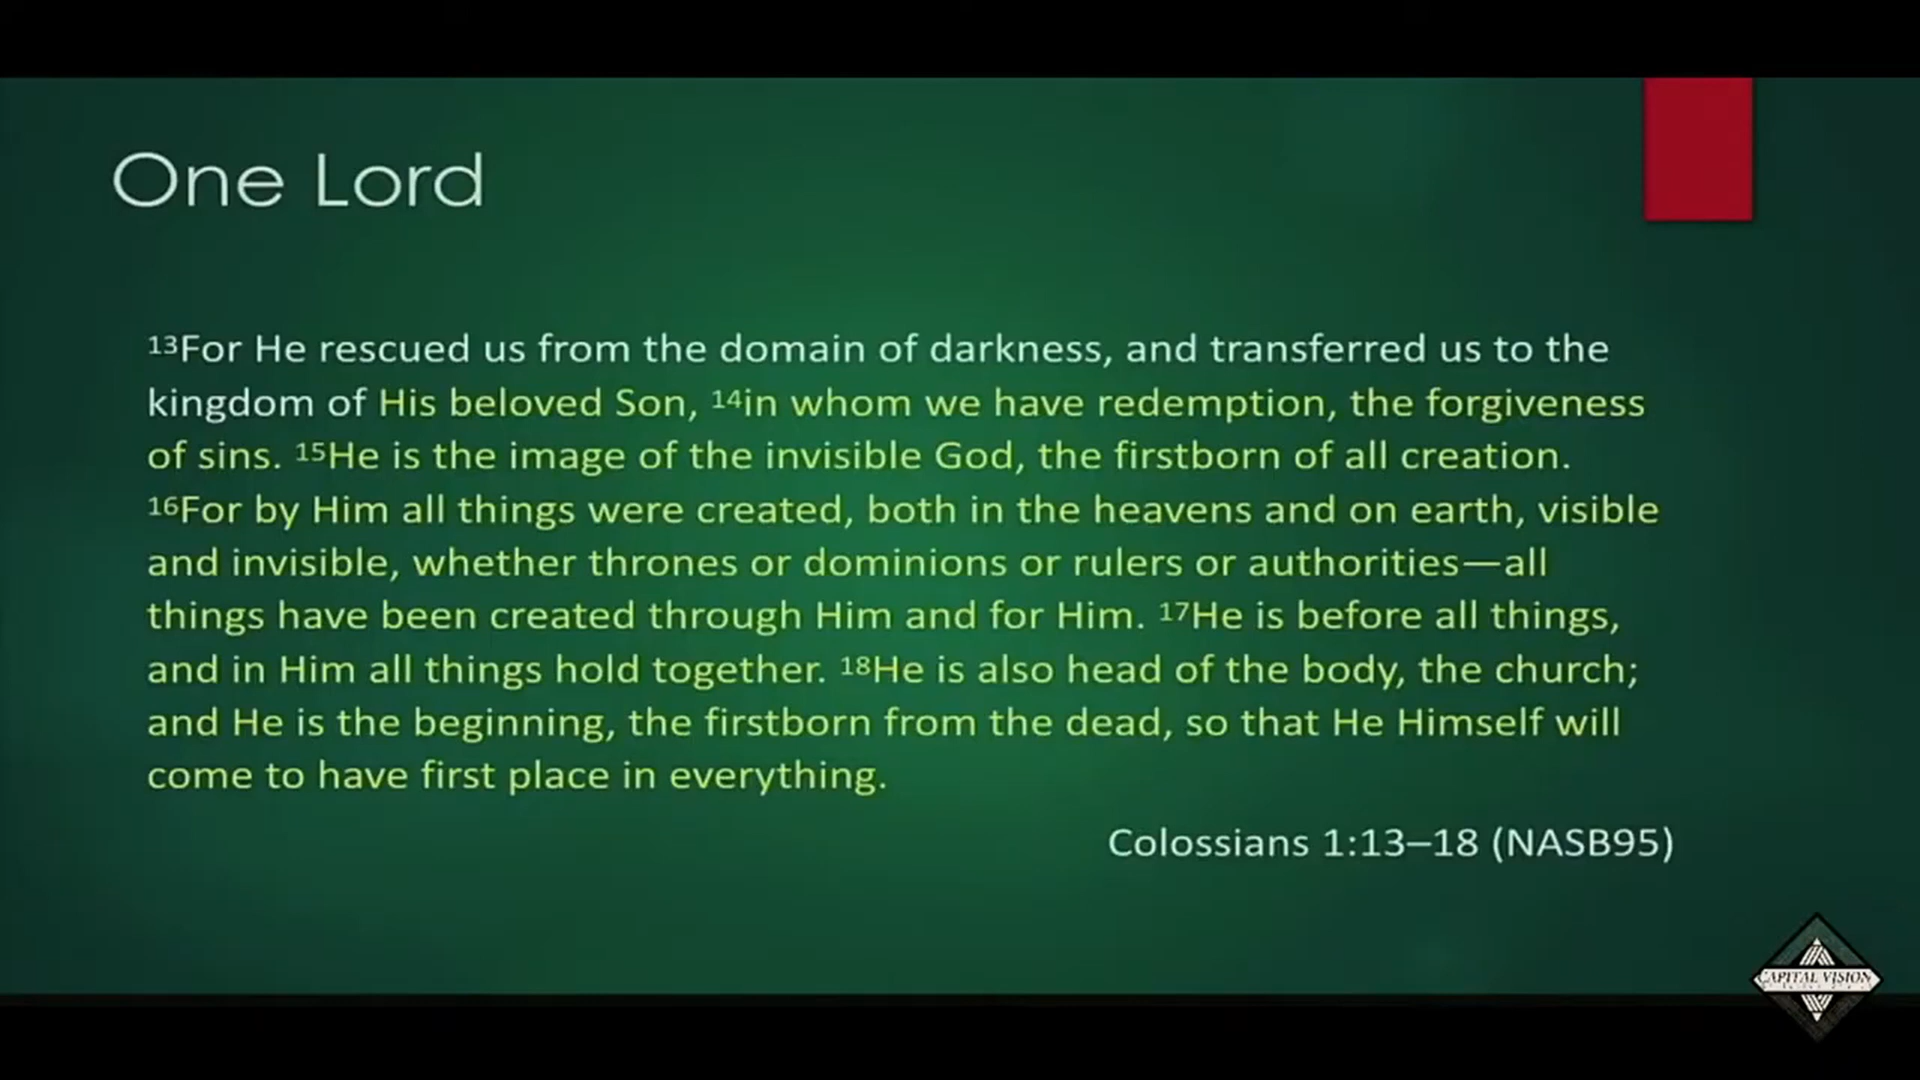 One Lord
¹³For He rescued us from the domain of darkness, and transferred us to the
kingdom of His beloved Son, ¹⁴in whom we have redemption, the forgiveness
of sins. ¹⁵He is the image of the invisible God, the firstborn of all creation.
¹⁶For by Him all things were created, both in the heavens and on earth, visible
and invisible, whether thrones or dominions or rulers or authorities—all
things have been created through Him and for Him. ¹⁷He is before all things,
and in Him all things hold together. ¹⁸He is also head of the body, the church;
and He is the beginning, the firstborn from the dead, so that He Himself will
come to have first place in everything.
Colossians 1:13–18 (NASB95)
CAPITAL VISION